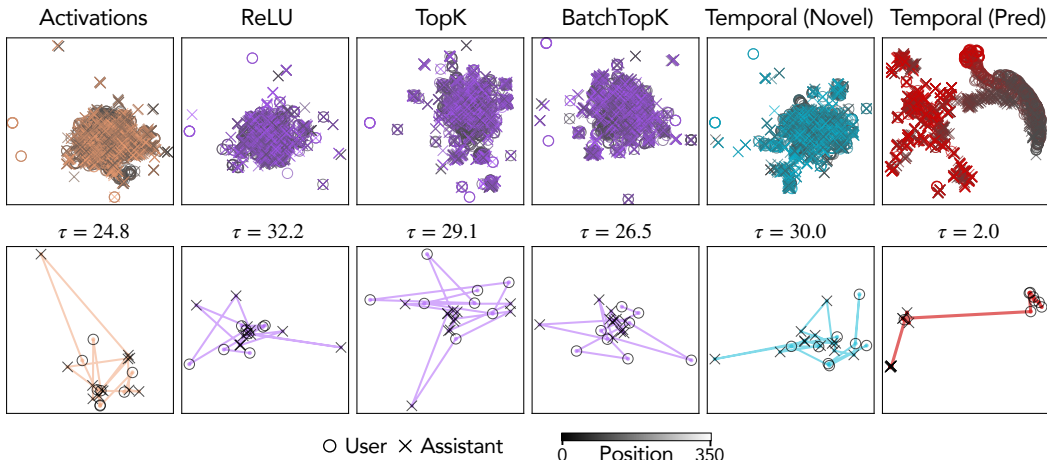 Activations ReLU TopK BatchTopK Temporal (Novel) Temporal (Pred)
τ = 24.8 τ = 32.2 τ = 29.1 τ = 26.5 τ = 30.0 τ = 2.0
User Assistant
0 Position 350